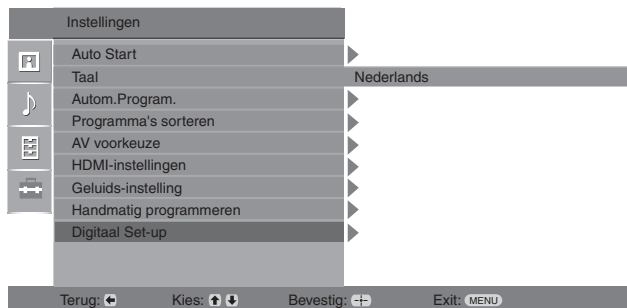 Instellingen
Auto Start
Taal Nederlands
Autom.Program.
Programma's sorteren
AV voorkeuze
HDMI-instellingen
Geluids-instelling
Handmatig programmeren
Digitaal Set-up
Terug: Kies: Bevestig: Exit: MENU